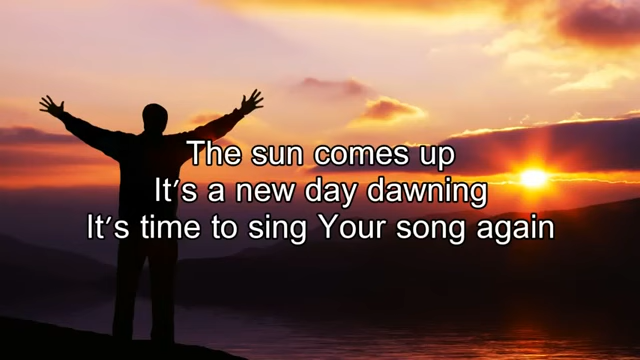 The sun comes up
It's a new day dawning
It's time to sing Your song again